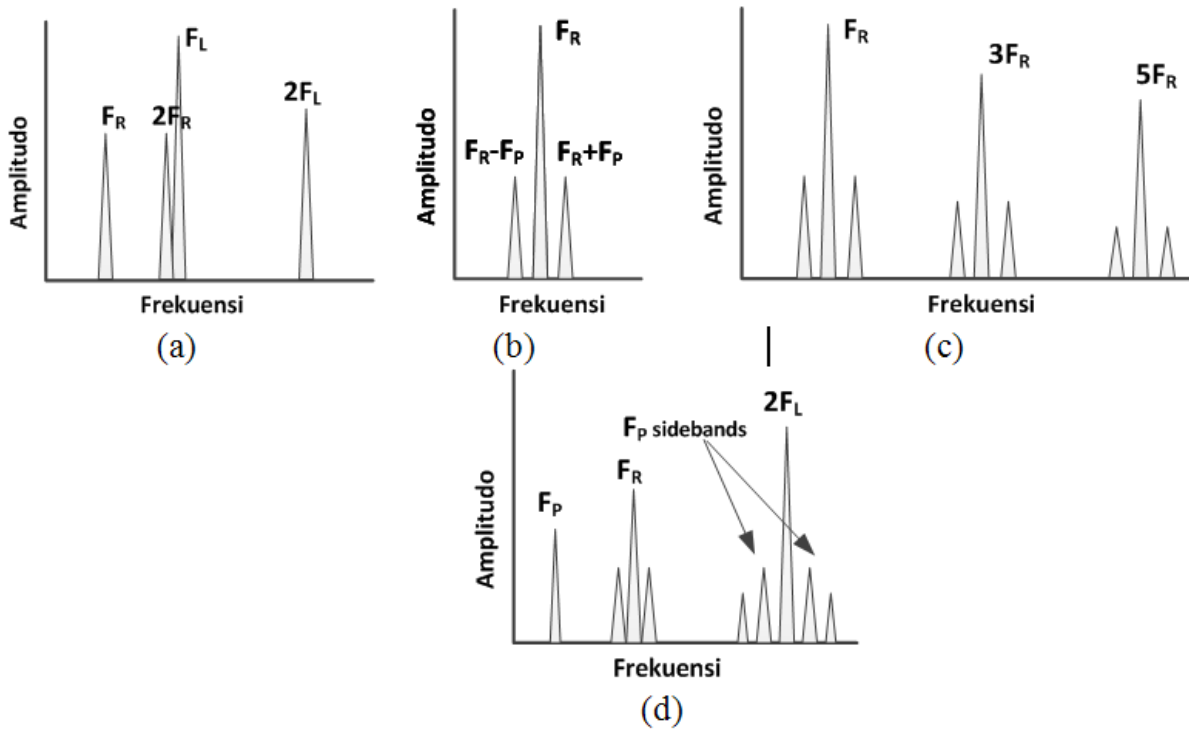 Amplitudo
F_R
2F_R
F_L
2F_L
Frekuensi
(a)
Amplitudo
F_R
F_R-F_P
F_R+F_P
Frekuensi
(b)
Amplitudo
F_R
3F_R
5F_R
Frekuensi
(c)
Amplitudo
F_P
F_R
F_P sidebands
2F_L
Frekuensi
(d)